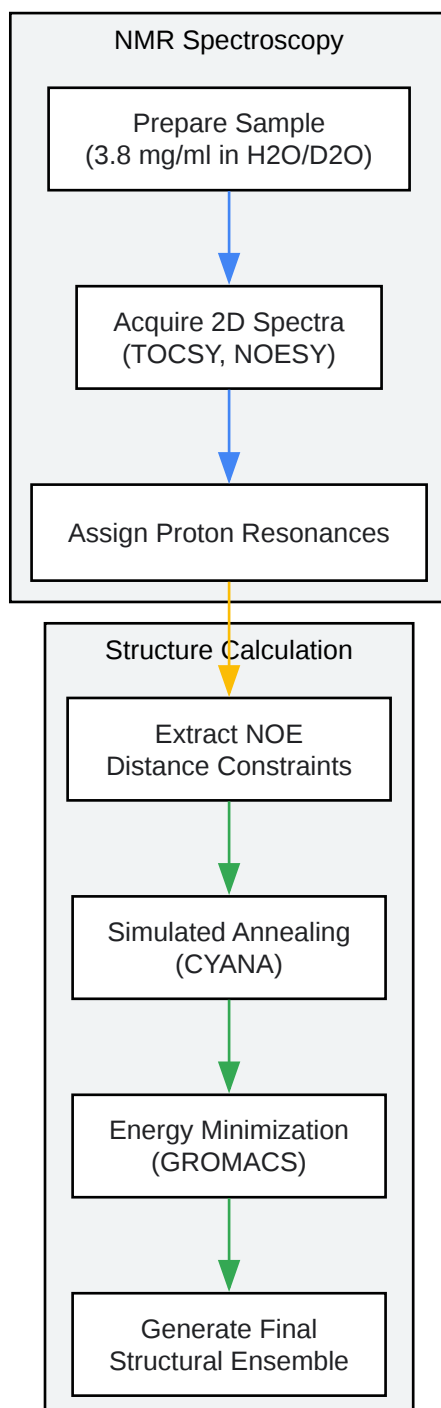 NMR Spectroscopy
Prepare Sample
(3.8 mg/ml in H2O/D2O)
Acquire 2D Spectra
(TOCSY, NOESY)
Assign Proton Resonances
Structure Calculation
Extract NOE
Distance Constraints
Simulated Annealing
(CYANA)
Energy Minimization
(GROMACS)
Generate Final
Structural Ensemble